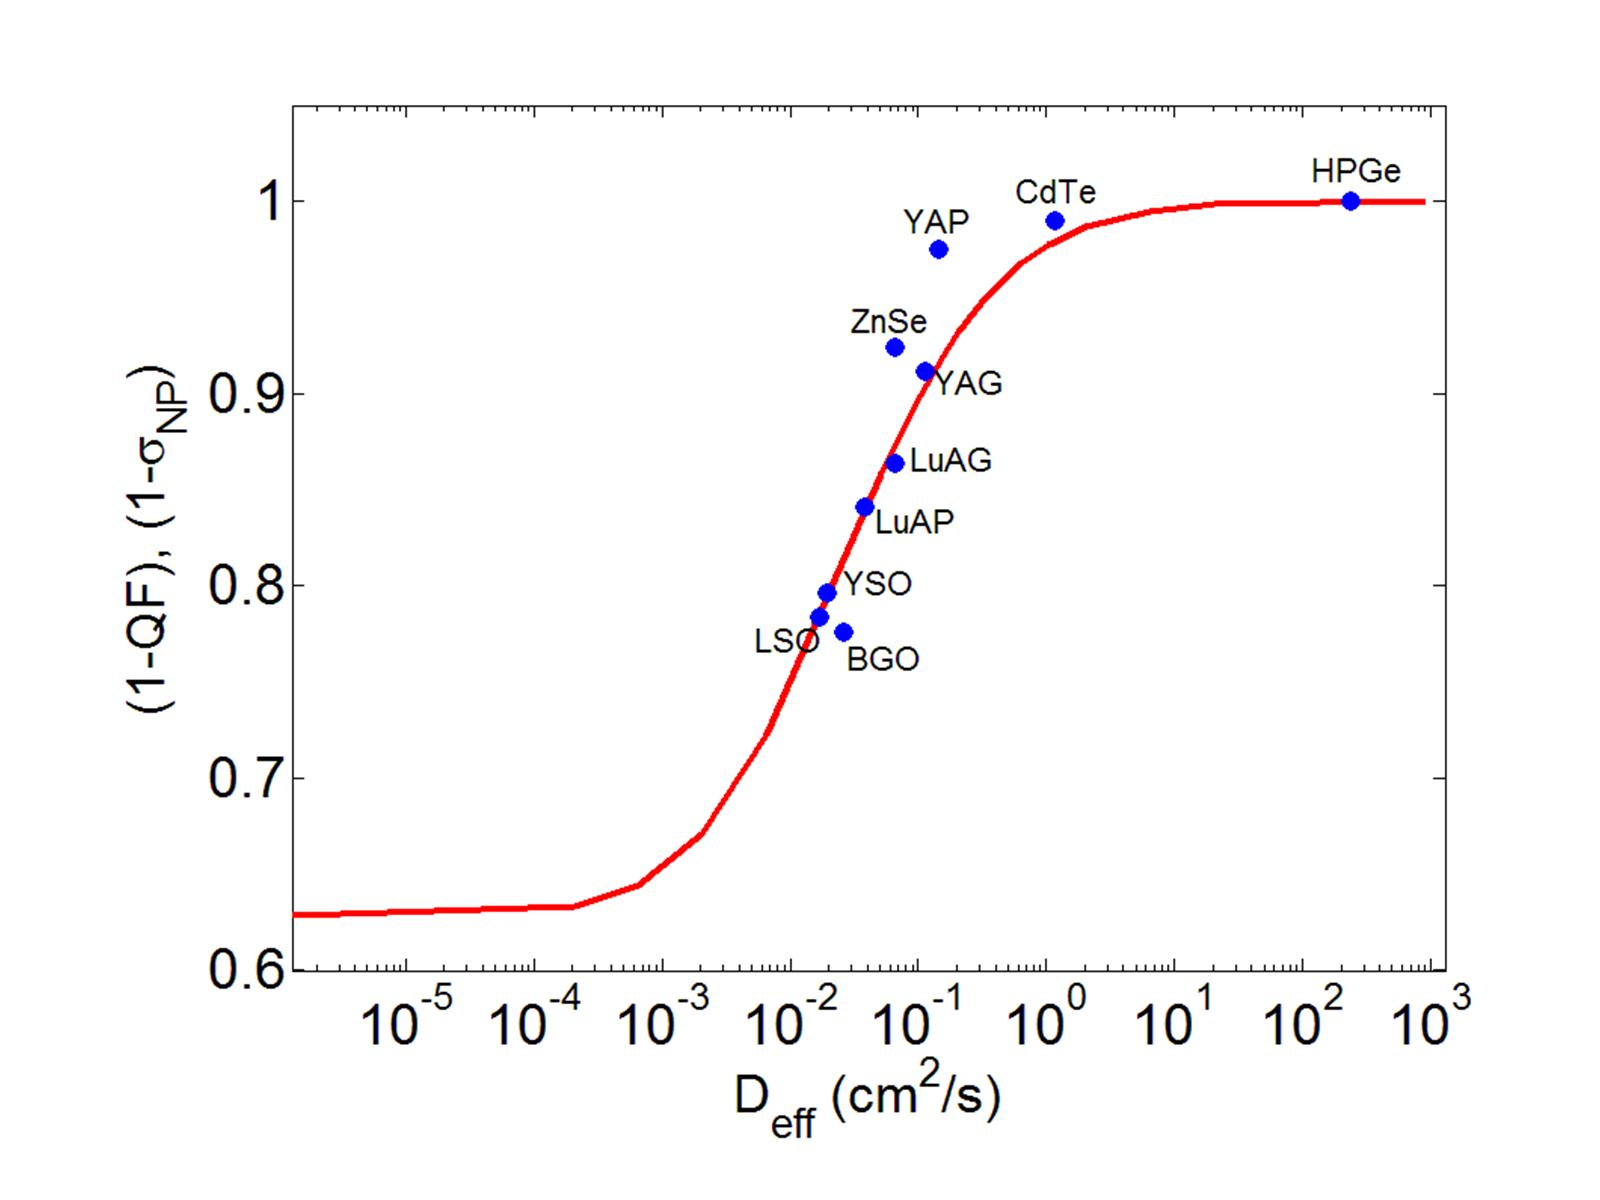 HPGe
CdTe
YAP
ZnSe
YAG
LuAG
LuAP
YSO
LSO
BGO
1
0.9
0.8
0.7
0.6
(1-QF), (1-σNP)
10-5 10-4 10-3 10-2 10-1 100 101 102 103
Deff (cm2/s)